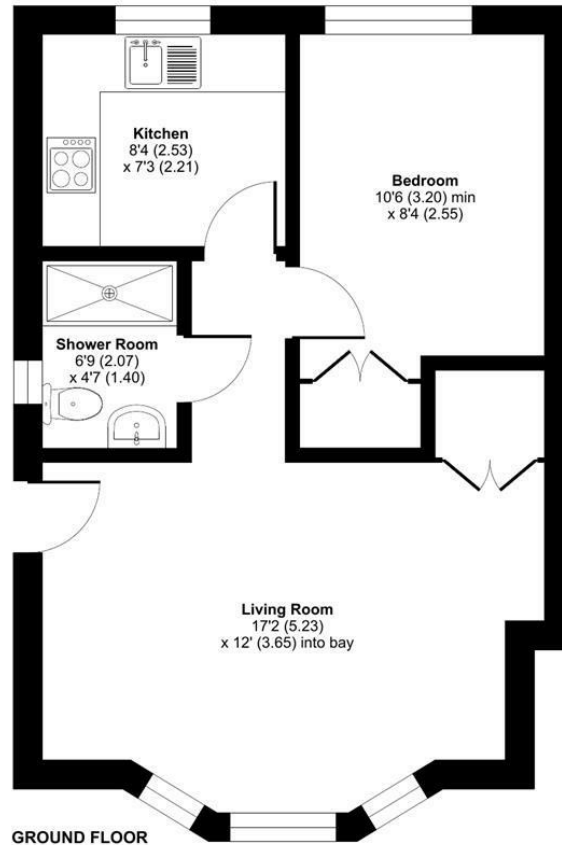 Kitchen
8'4 (2.53)
x 7'3 (2.21)
Bedroom
10'6 (3.20) min
x 8'4 (2.55)
Shower Room
6'9 (2.07)
x 4'7 (1.40)
Living Room
17'2 (5.23)
x 12' (3.65) into bay
GROUND FLOOR